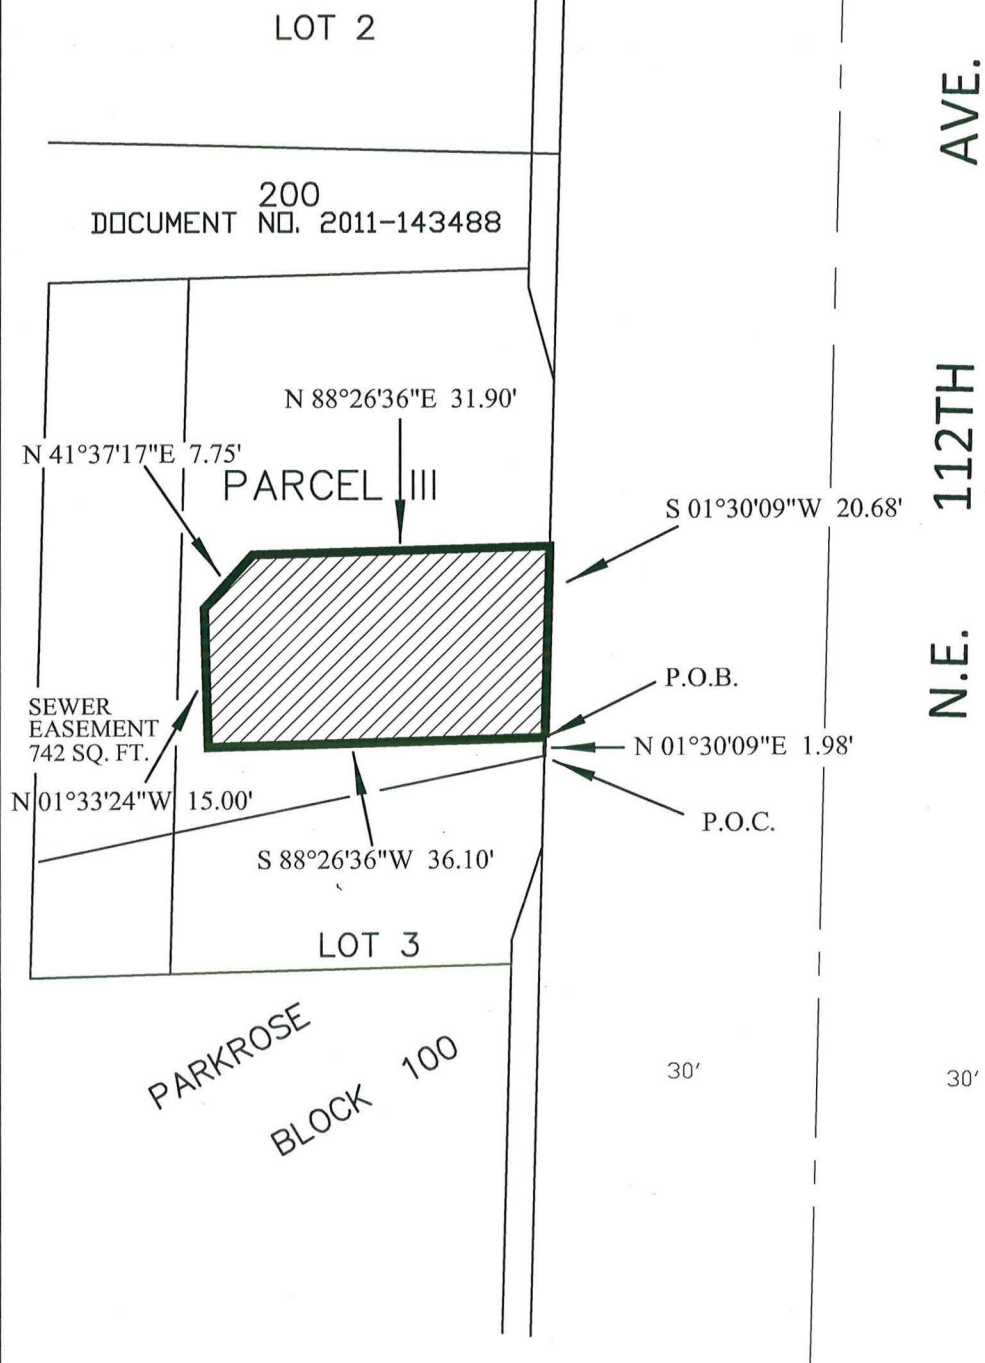 LOT 2
200
DOCUMENT NO. 2011-143488
N 88°26'36"E 31.90'
N 41°37'17"E 7.75'
PARCEL III
S 01°30'09"W 20.68'
P.O.B.
SEWER
EASEMENT
742 SQ. FT.
N 01°30'09"E 1.98'
N 01°33'24"W 15.00'
P.O.C.
S 88°26'36"W 36.10'
LOT 3
PARKROSE
BLOCK 100
30'
30'
N.E. 112TH AVE.